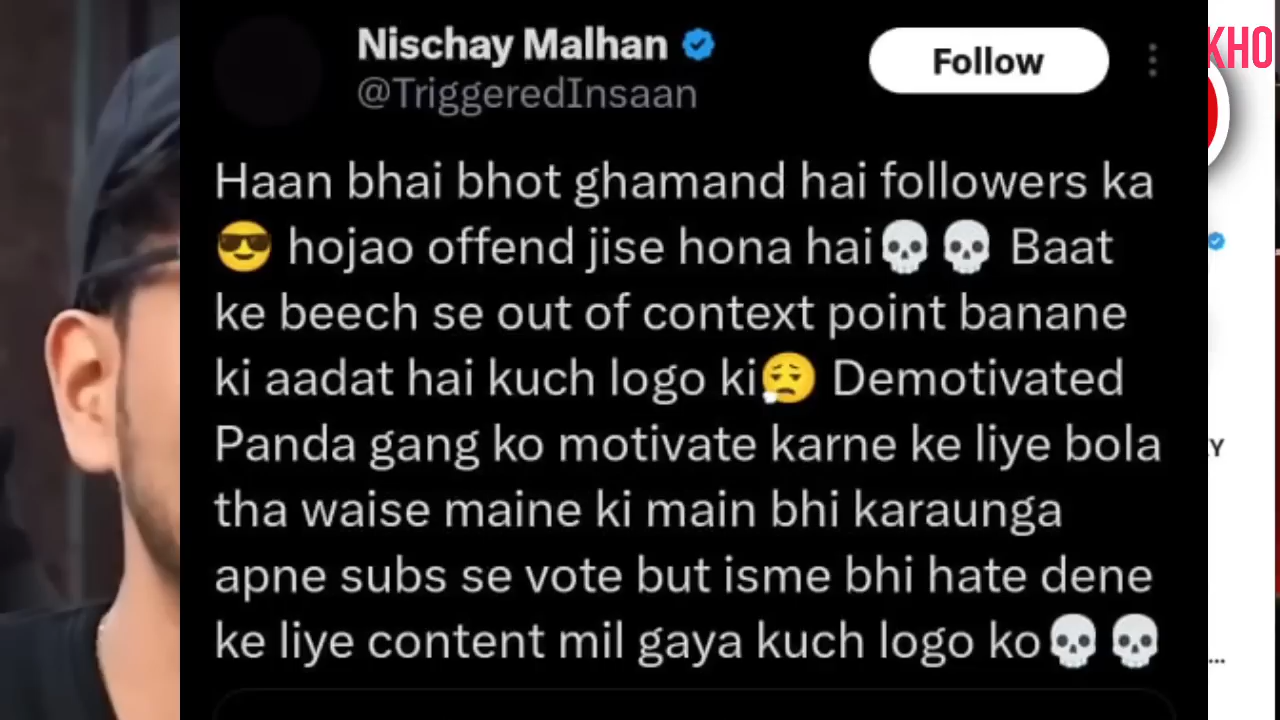 Nischay Malhan
@TriggeredInsaan
Follow
KHO
Haan bhai bhot ghamand hai followers ka
😎 hojao offend jise hona hai💀💀 Baat
ke beech se out of context point banane
ki aadat hai kuch logo ki😮‍💨 Demotivated
Panda gang ko motivate karne ke liye bola
tha waise maine ki main bhi karaunga
apne subs se vote but isme bhi hate dene
ke liye content mil gaya kuch logo ko💀💀
Y
...